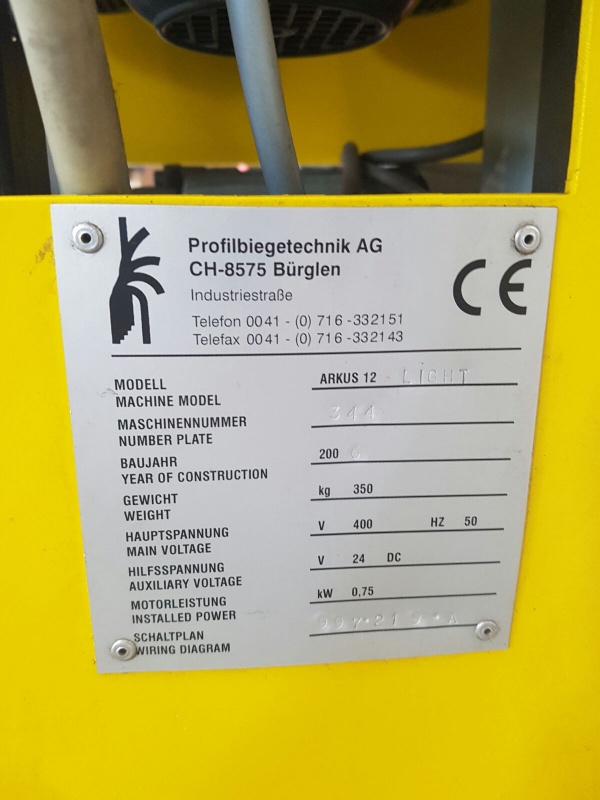 Profilbiegetechnik AG
CH-8575 Bürglen
Industriestraße
Telefon 0041 - (0) 716 -332151
Telefax 0041 - (0) 716 -332143
CE
MODELL
MACHINE MODEL
ARKUS 12 - LIGHT
MASCHINENNUMMER
NUMBER PLATE
344
BAUJAHR
YEAR OF CONSTRUCTION
200
GEWICHT
WEIGHT
kg 350
HAUPTSPANNUNG
MAIN VOLTAGE
V 400 HZ 50
HILFSSPANNUNG
AUXILIARY VOLTAGE
V 24 DC
MOTORLEISTUNG
INSTALLED POWER
kW 0,75
SCHALTPLAN
WIRING DIAGRAM